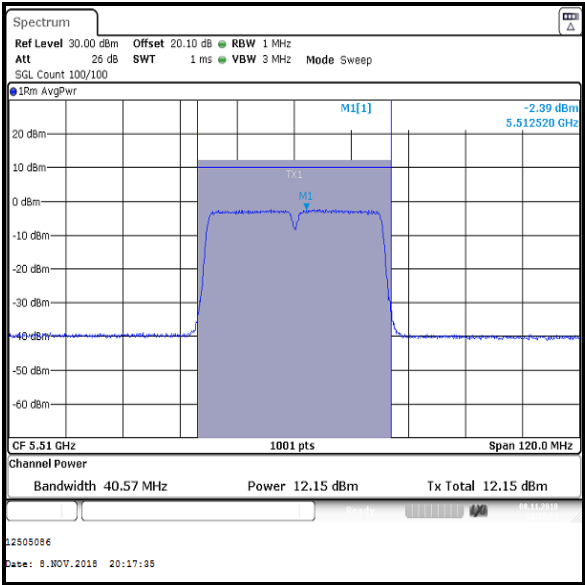 Spectrum
Ref Level 30.00 dBm Offset 20.10 dB RBW 1 MHz
Att 26 dB SWT 1 ms VBW 3 MHz Mode Sweep
SGL Count 100/100
1Rm AvgPwr
M1[1] -2.39 dBm
5.512520 GHz
20 dBm
10 dBm
TX1
M1
0 dBm
-10 dBm
-20 dBm
-30 dBm
-40 dBm
-50 dBm
-60 dBm
CF 5.51 GHz 1001 pts Span 120.0 MHz
Channel Power
Bandwidth 40.57 MHz Power 12.15 dBm Tx Total 12.15 dBm
Ready 08.11.2018
12505086
Date: 8.NOV.2018 20:17:35